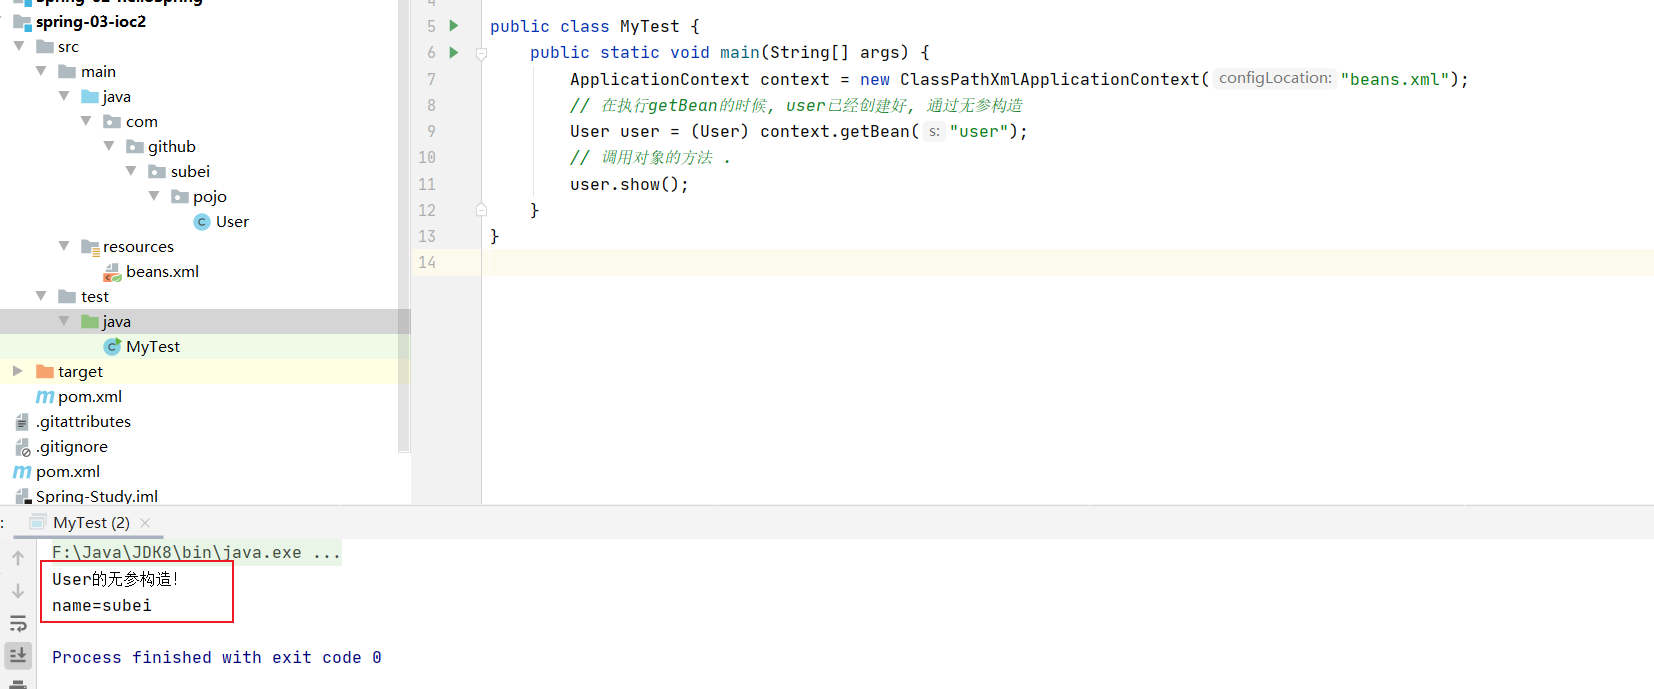 spring-03-ioc2
src
main
java
com
github
subei
pojo
User
resources
beans.xml
test
java
MyTest
target
pom.xml
.gitattributes
.gitignore
pom.xml
Spring-Study.iml
5 public class MyTest {
6 public static void main(String[] args) {
7 ApplicationContext context = new ClassPathXmlApplicationContext( configLocation: "beans.xml");
8 // 在执行getBean的时候, user已经创建好, 通过无参构造
9 User user = (User) context.getBean( s: "user");
10 // 调用对象的方法 .
11 user.show();
12 }
13 }
14
: MyTest (2) ×
F:\Java\JDK8\bin\java.exe ...
User的无参构造!
name=subei
Process finished with exit code 0